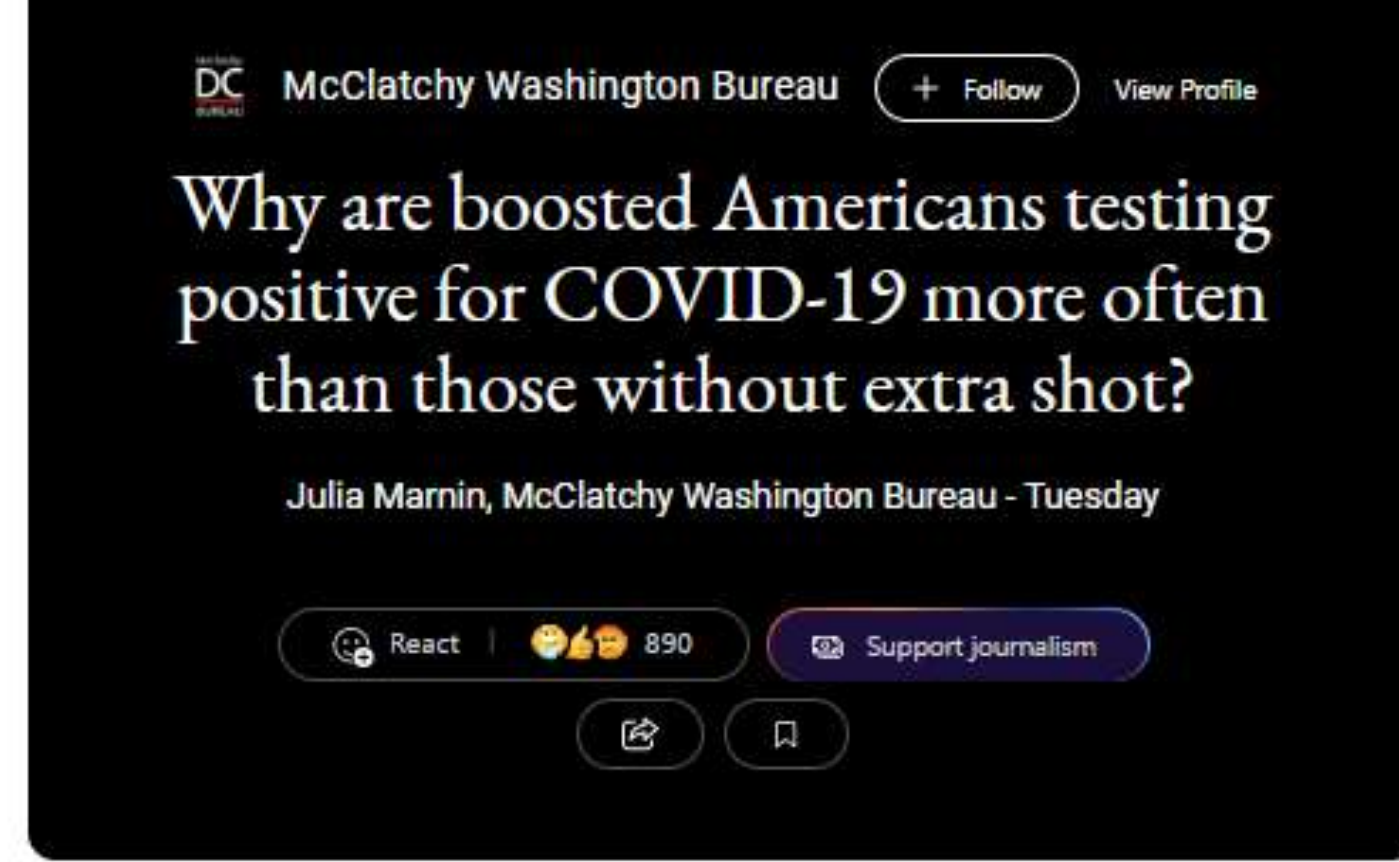 DC
BUREAU
McClatchy Washington Bureau
+ Follow
View Profile
Why are boosted Americans testing
positive for COVID-19 more often
than those without extra shot?
Julia Marnin, McClatchy Washington Bureau - Tuesday
React
890
Support journalism